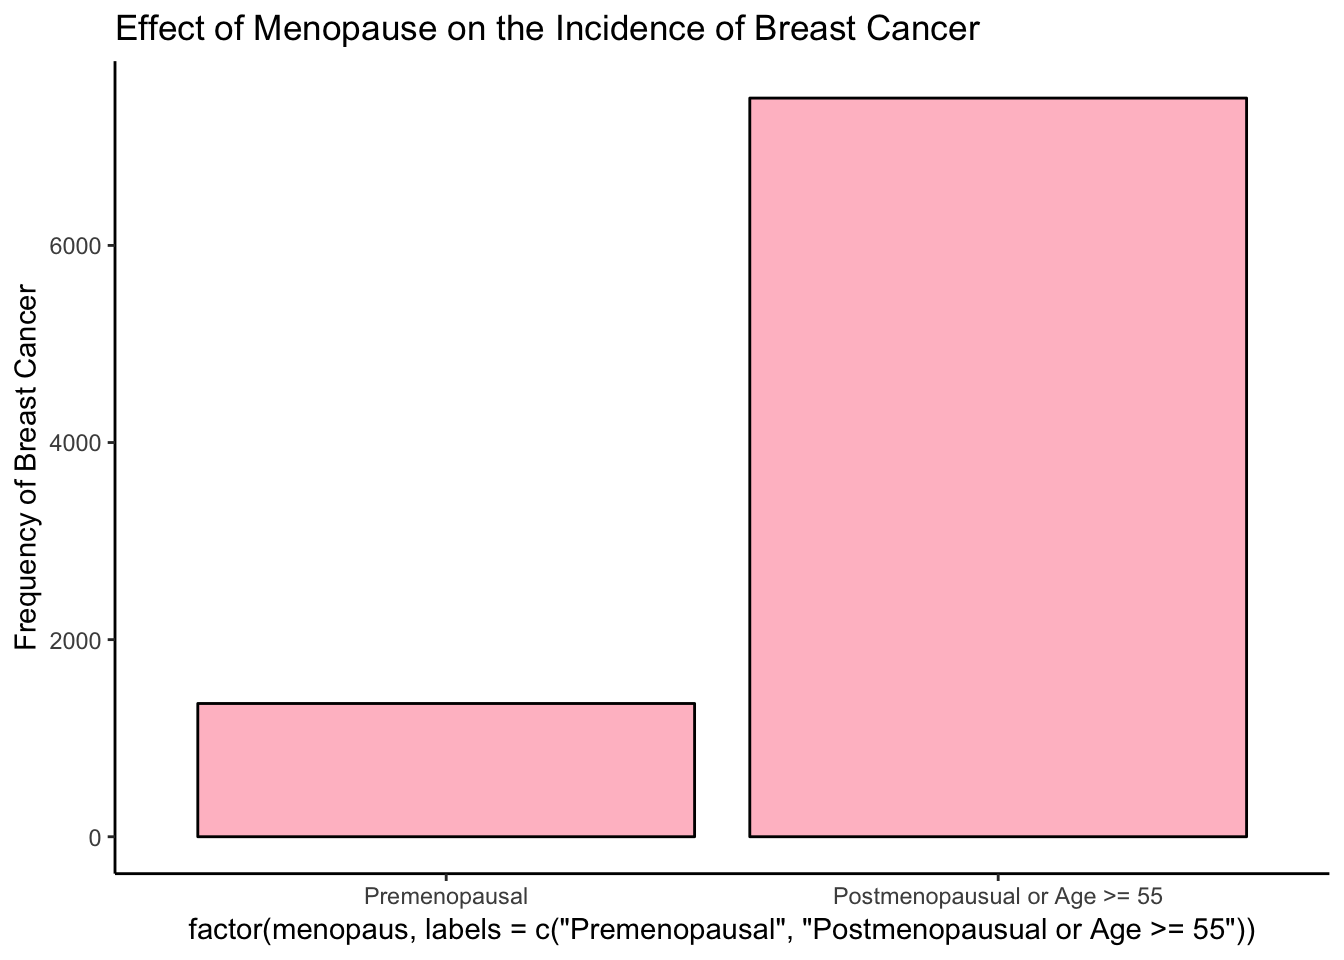 Effect of Menopause on the Incidence of Breast Cancer
Frequency of Breast Cancer
6000
4000
2000
0
Premenopausal
Postmenopausual or Age >= 55
factor(menopaus, labels = c("Premenopausal", "Postmenopausual or Age >= 55"))